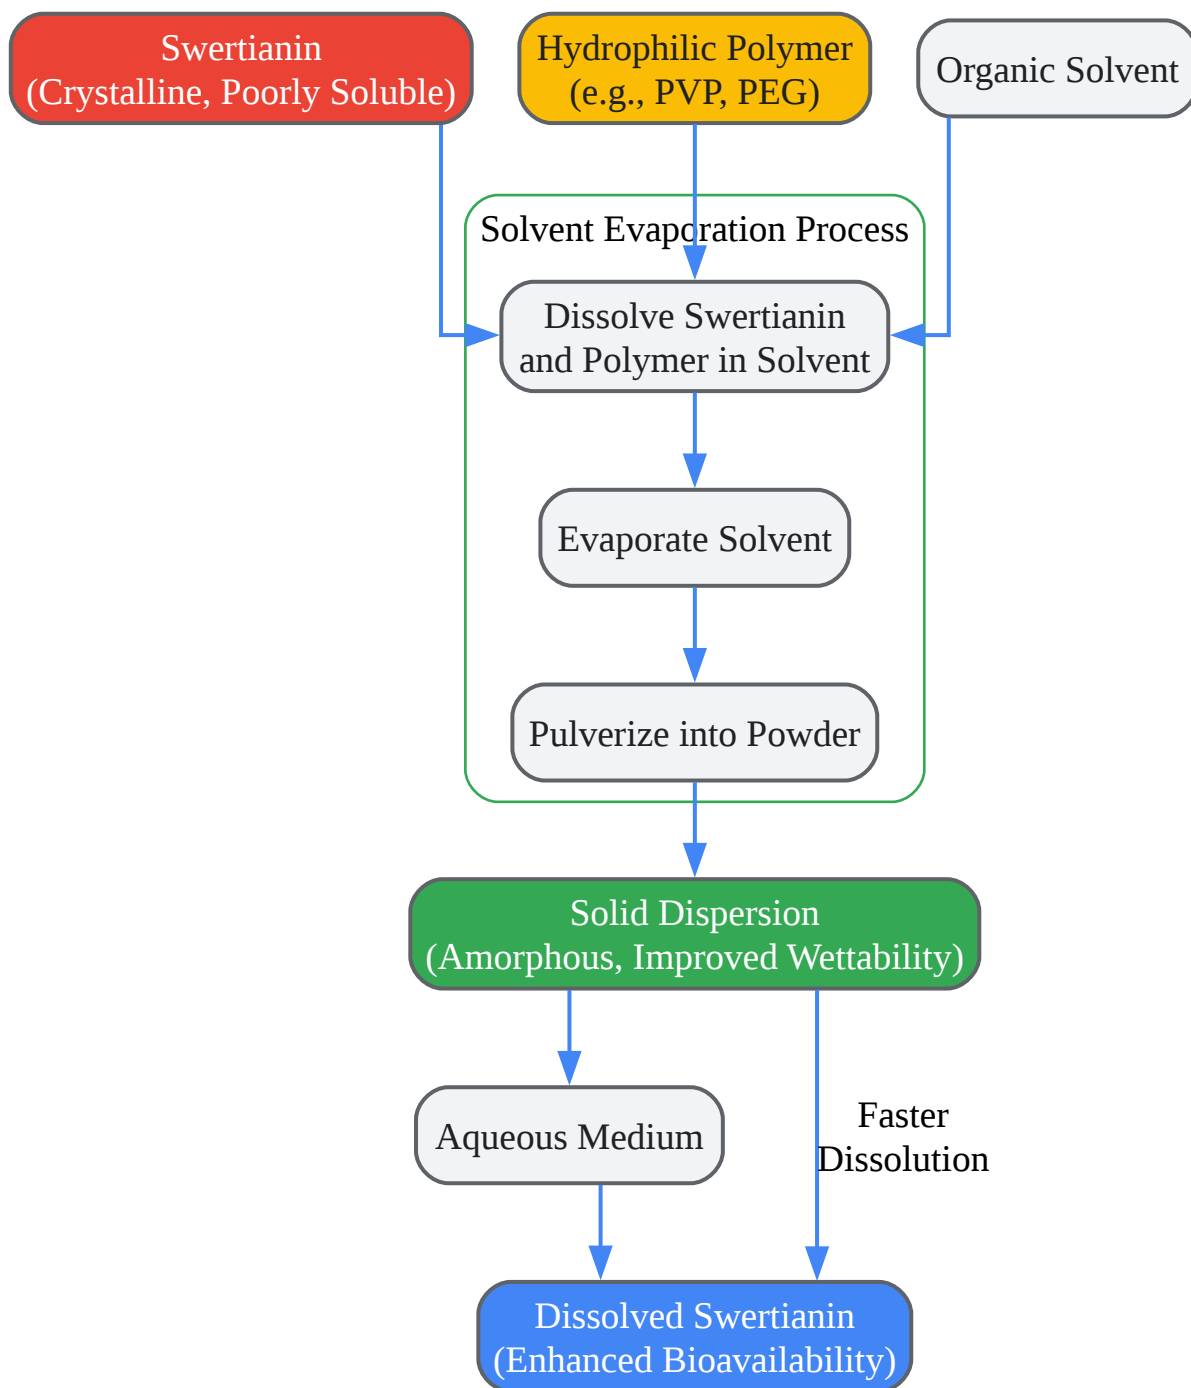 Swertianin
(Crystalline, Poorly Soluble)
Hydrophilic Polymer
(e.g., PVP, PEG)
Organic Solvent
Solvent Evaporation Process
Dissolve Swertianin
and Polymer in Solvent
Evaporate Solvent
Pulverize into Powder
Solid Dispersion
(Amorphous, Improved Wettability)
Aqueous Medium
Faster
Dissolution
Dissolved Swertianin
(Enhanced Bioavailability)